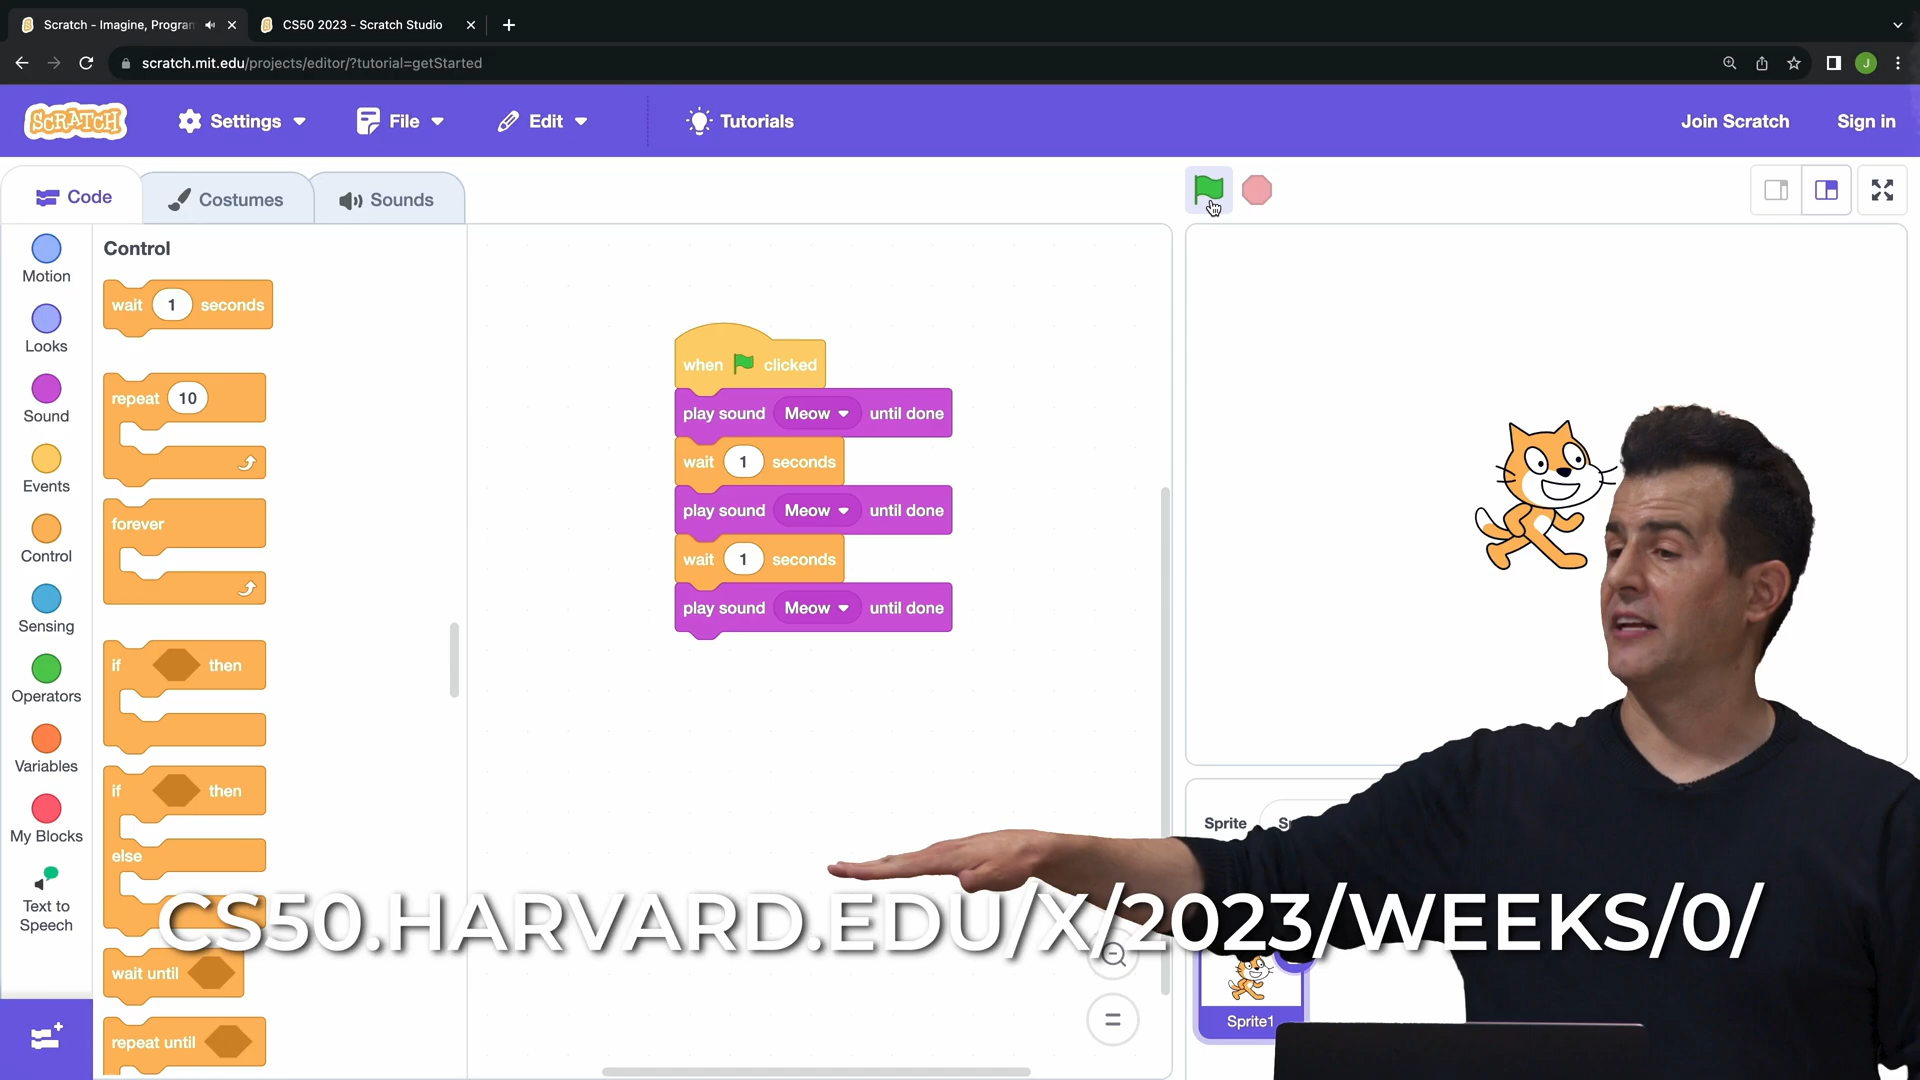 Scratch - Imagine, Program
CS50 2023 - Scratch Studio
scratch.mit.edu/projects/editor/?tutorial=getStarted
J
SCRATCH
Settings
File
Edit
Tutorials
Join Scratch
Sign in
Code
Costumes
Sounds
Motion
Looks
Sound
Events
Control
Sensing
Operators
Variables
My Blocks
Text to
Speech
Control
wait 1 seconds
repeat 10
forever
if then
if then
else
wait until
repeat until
when clicked
play sound Meow until done
wait 1 seconds
play sound Meow until done
wait 1 seconds
play sound Meow until done
Sprite
CS50.HARVARD.EDU/X/2023/WEEKS/0/
Sprite1